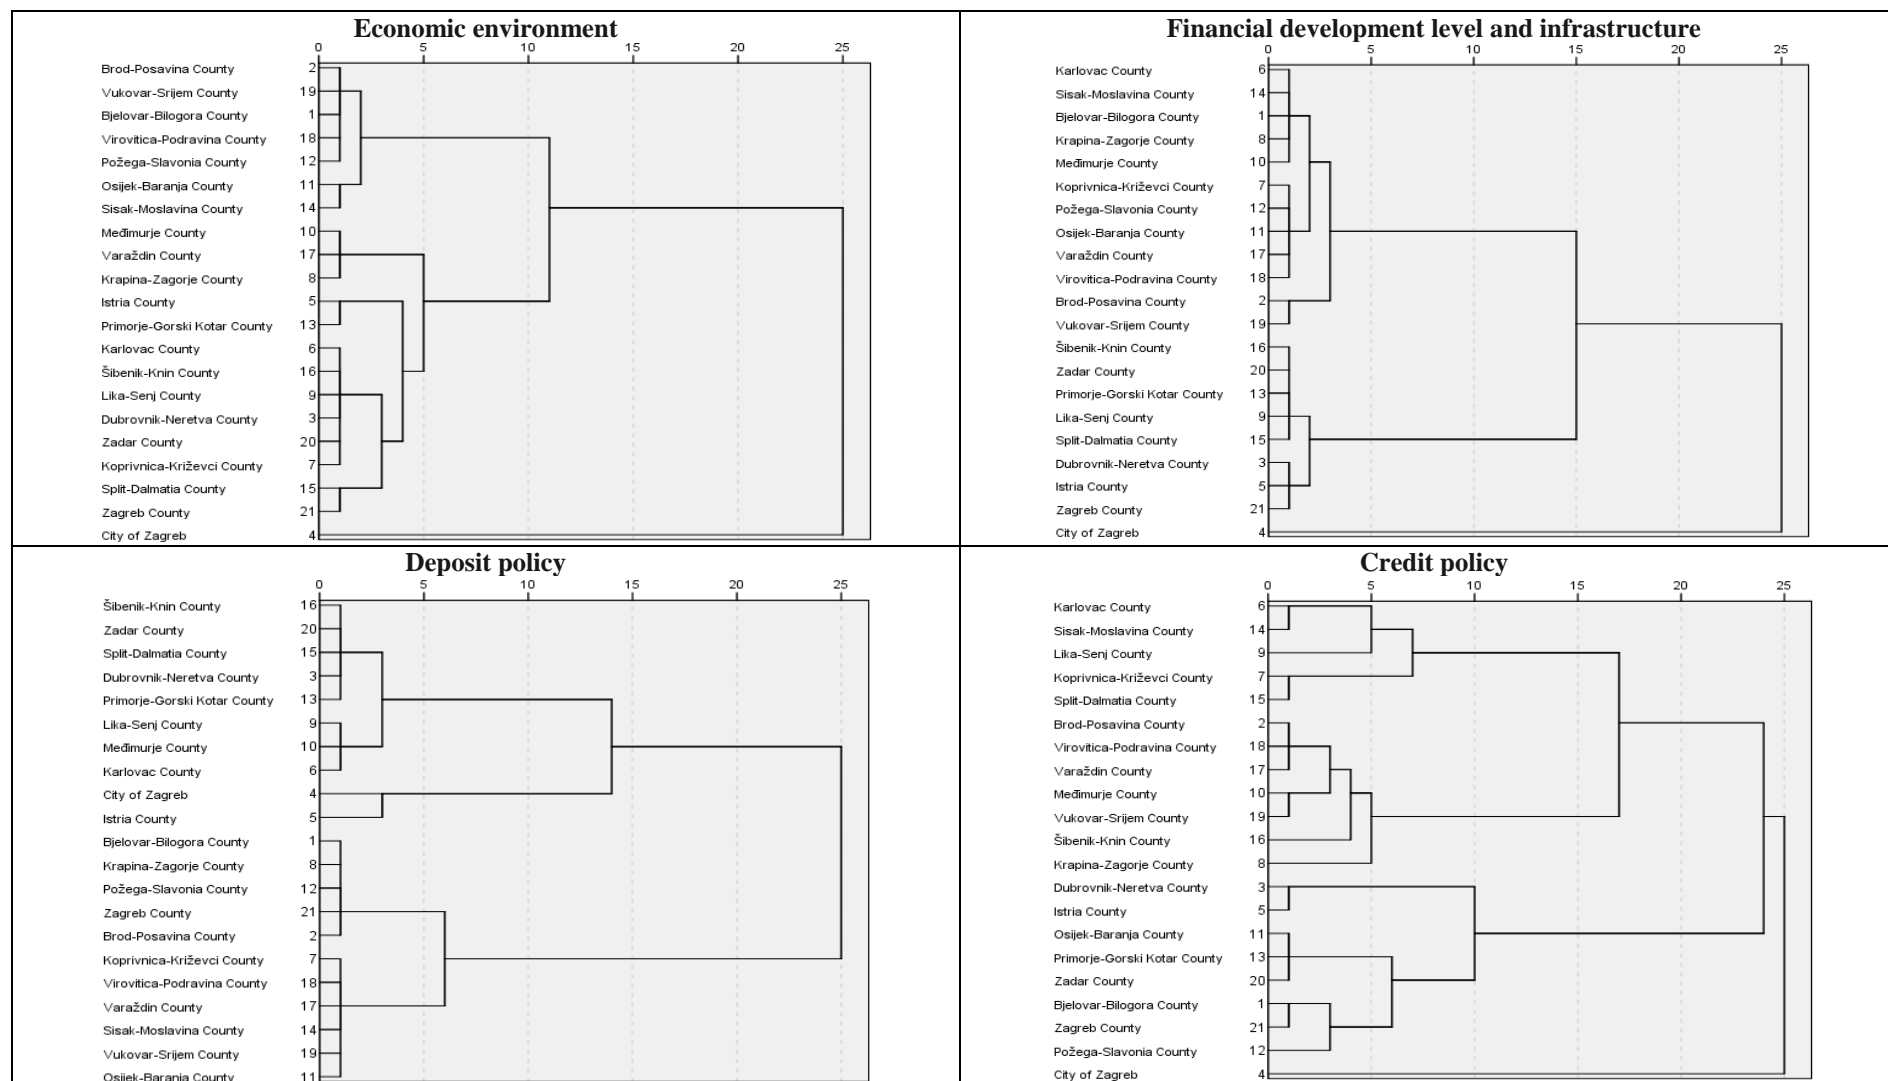 Economic environment
0 5 10 15 20 25
Brod-Posavina County 2
Vukovar-Srijem County 19
Bjelovar-Bilogora County 1
Virovitica-Podravina County 18
Požega-Slavonia County 12
Osijek-Baranja County 11
Sisak-Moslavina County 14
Međimurje County 10
Varaždin County 17
Krapina-Zagorje County 8
Istria County 5
Primorje-Gorski Kotar County 13
Karlovac County 6
Šibenik-Knin County 16
Lika-Senj County 9
Dubrovnik-Neretva County 3
Zadar County 20
Koprivnica-Križevci County 7
Split-Dalmatia County 15
Zagreb County 21
City of Zagreb 4
Financial development level and infrastructure
0 5 10 15 20 25
Karlovac County 6
Sisak-Moslavina County 14
Bjelovar-Bilogora County 1
Krapina-Zagorje County 8
Međimurje County 10
Koprivnica-Križevci County 7
Požega-Slavonia County 12
Osijek-Baranja County 11
Varaždin County 17
Virovitica-Podravina County 18
Brod-Posavina County 2
Vukovar-Srijem County 19
Šibenik-Knin County 16
Zadar County 20
Primorje-Gorski Kotar County 13
Lika-Senj County 9
Split-Dalmatia County 15
Dubrovnik-Neretva County 3
Istria County 5
Zagreb County 21
City of Zagreb 4
Deposit policy
0 5 10 15 20 25
Šibenik-Knin County 16
Zadar County 20
Split-Dalmatia County 15
Dubrovnik-Neretva County 3
Primorje-Gorski Kotar County 13
Lika-Senj County 9
Međimurje County 10
Karlovac County 6
City of Zagreb 4
Istria County 5
Bjelovar-Bilogora County 1
Krapina-Zagorje County 8
Požega-Slavonia County 12
Zagreb County 21
Brod-Posavina County 2
Koprivnica-Križevci County 7
Virovitica-Podravina County 18
Varaždin County 17
Sisak-Moslavina County 14
Vukovar-Srijem County 19
Osijek-Baranja County 11
Credit policy
0 5 10 15 20 25
Karlovac County 6
Sisak-Moslavina County 14
Lika-Senj County 9
Koprivnica-Križevci County 7
Split-Dalmatia County 15
Brod-Posavina County 2
Virovitica-Podravina County 18
Varaždin County 17
Međimurje County 10
Vukovar-Srijem County 19
Šibenik-Knin County 16
Krapina-Zagorje County 8
Dubrovnik-Neretva County 3
Istria County 5
Osijek-Baranja County 11
Primorje-Gorski Kotar County 13
Zadar County 20
Bjelovar-Bilogora County 1
Zagreb County 21
Požega-Slavonia County 12
City of Zagreb 4